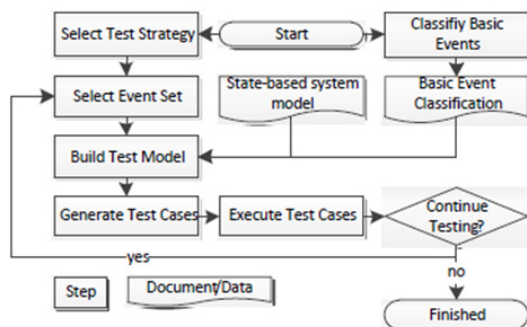 Select Test Strategy
Start
Classifiy Basic
Events
Select Event Set
State-based system
model
Basic Event
Classification
Build Test Model
Generate Test Cases
Execute Test Cases
Continue
Testing?
yes
no
Step
Document/Data
Finished